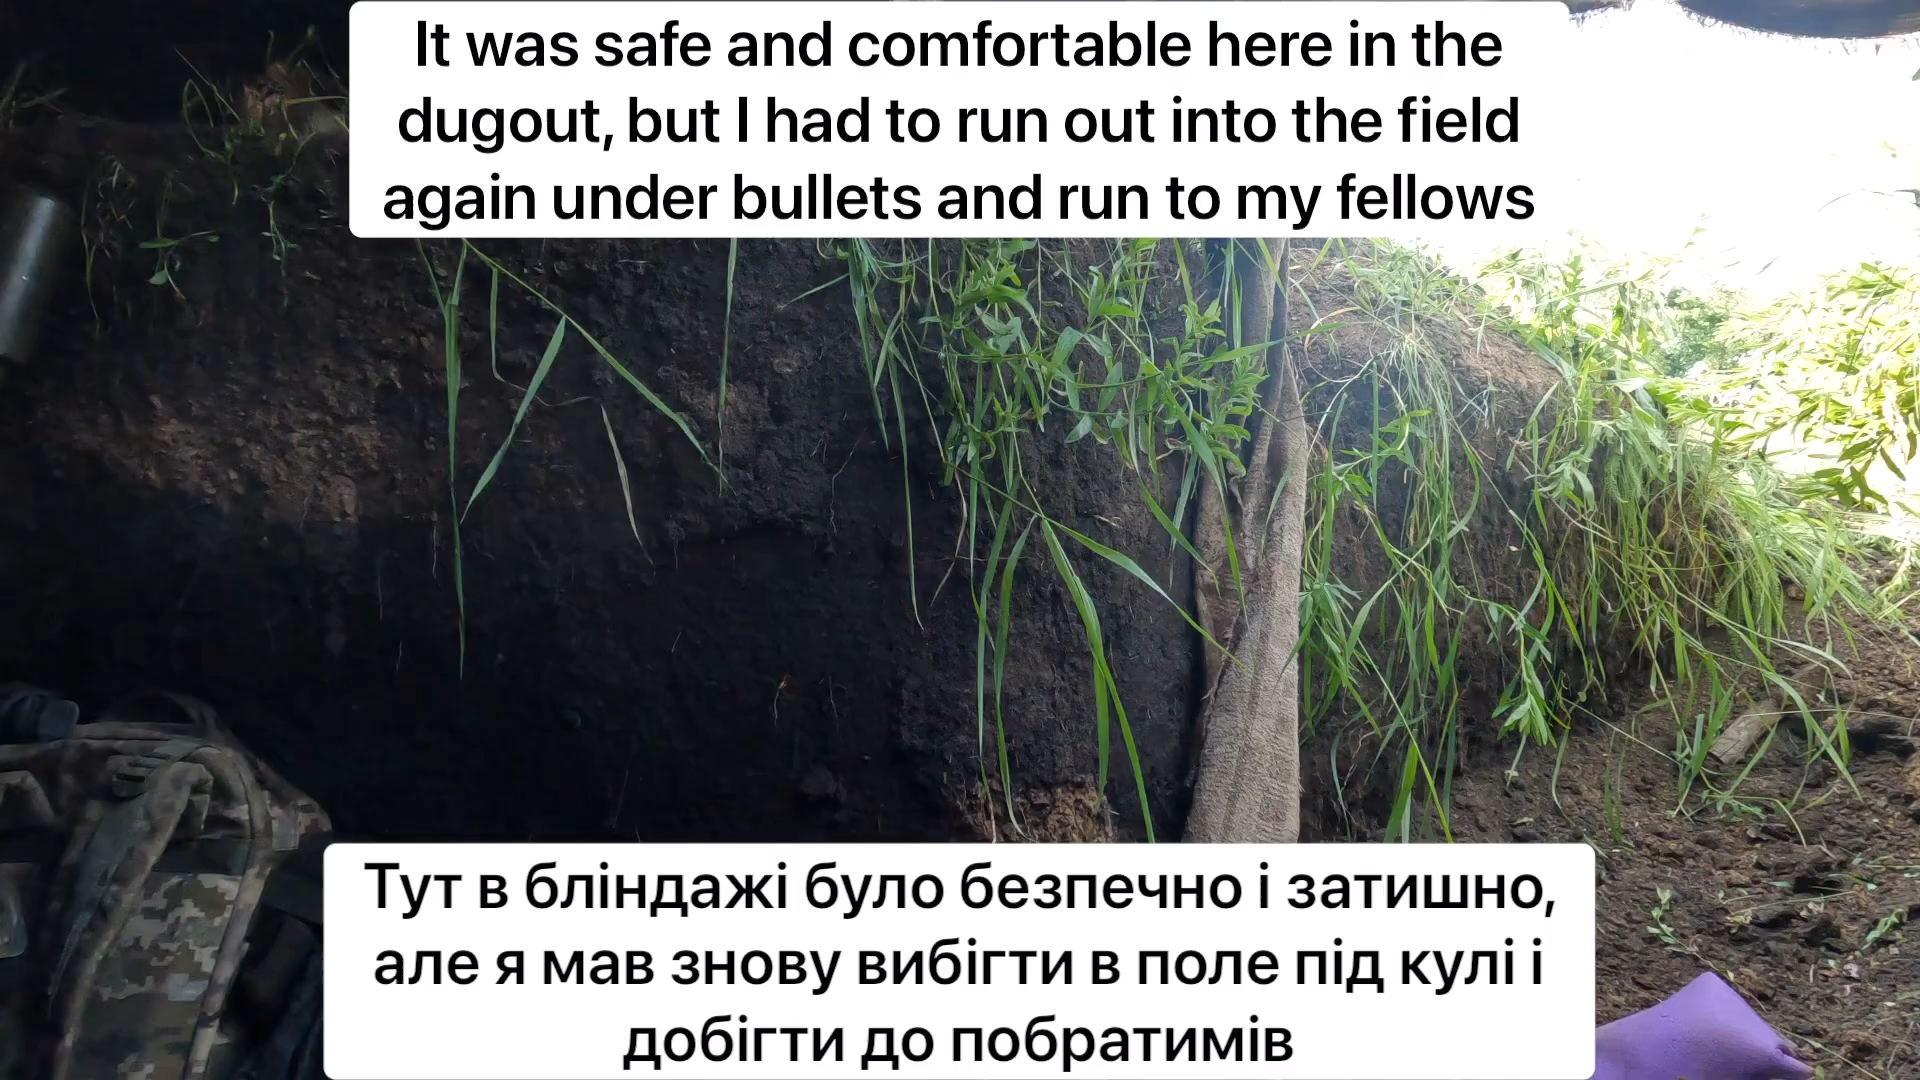 It was safe and comfortable here in the
dugout, but I had to run out into the field
again under bullets and run to my fellows
Тут в бліндажі було безпечно і затишно,
але я мав знову вибігти в поле під кулі і
добігти до побратимів